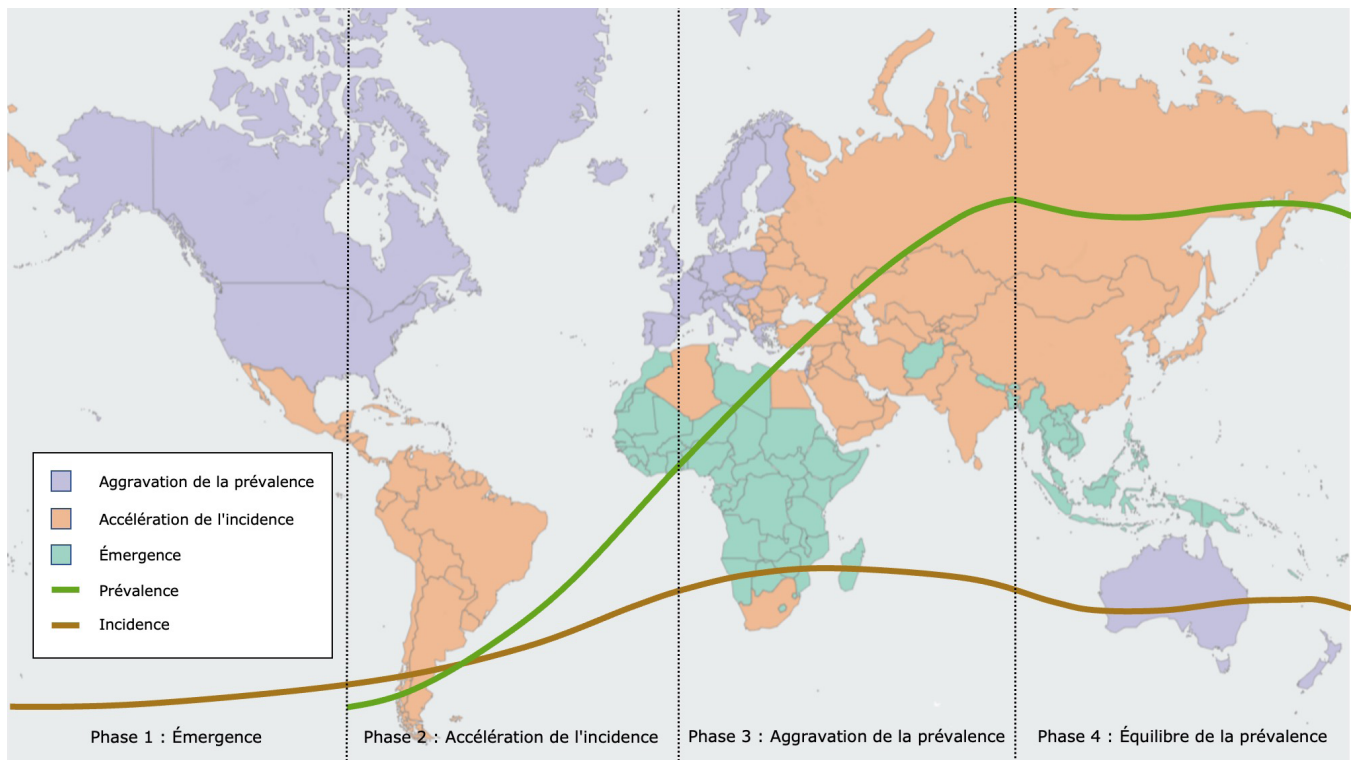 Aggravation de la prévalence
Accélération de l'incidence
Émergence
Prévalence
Incidence
Phase 1 : Émergence
Phase 2 : Accélération de l'incidence
Phase 3 : Aggravation de la prévalence
Phase 4 : Équilibre de la prévalence